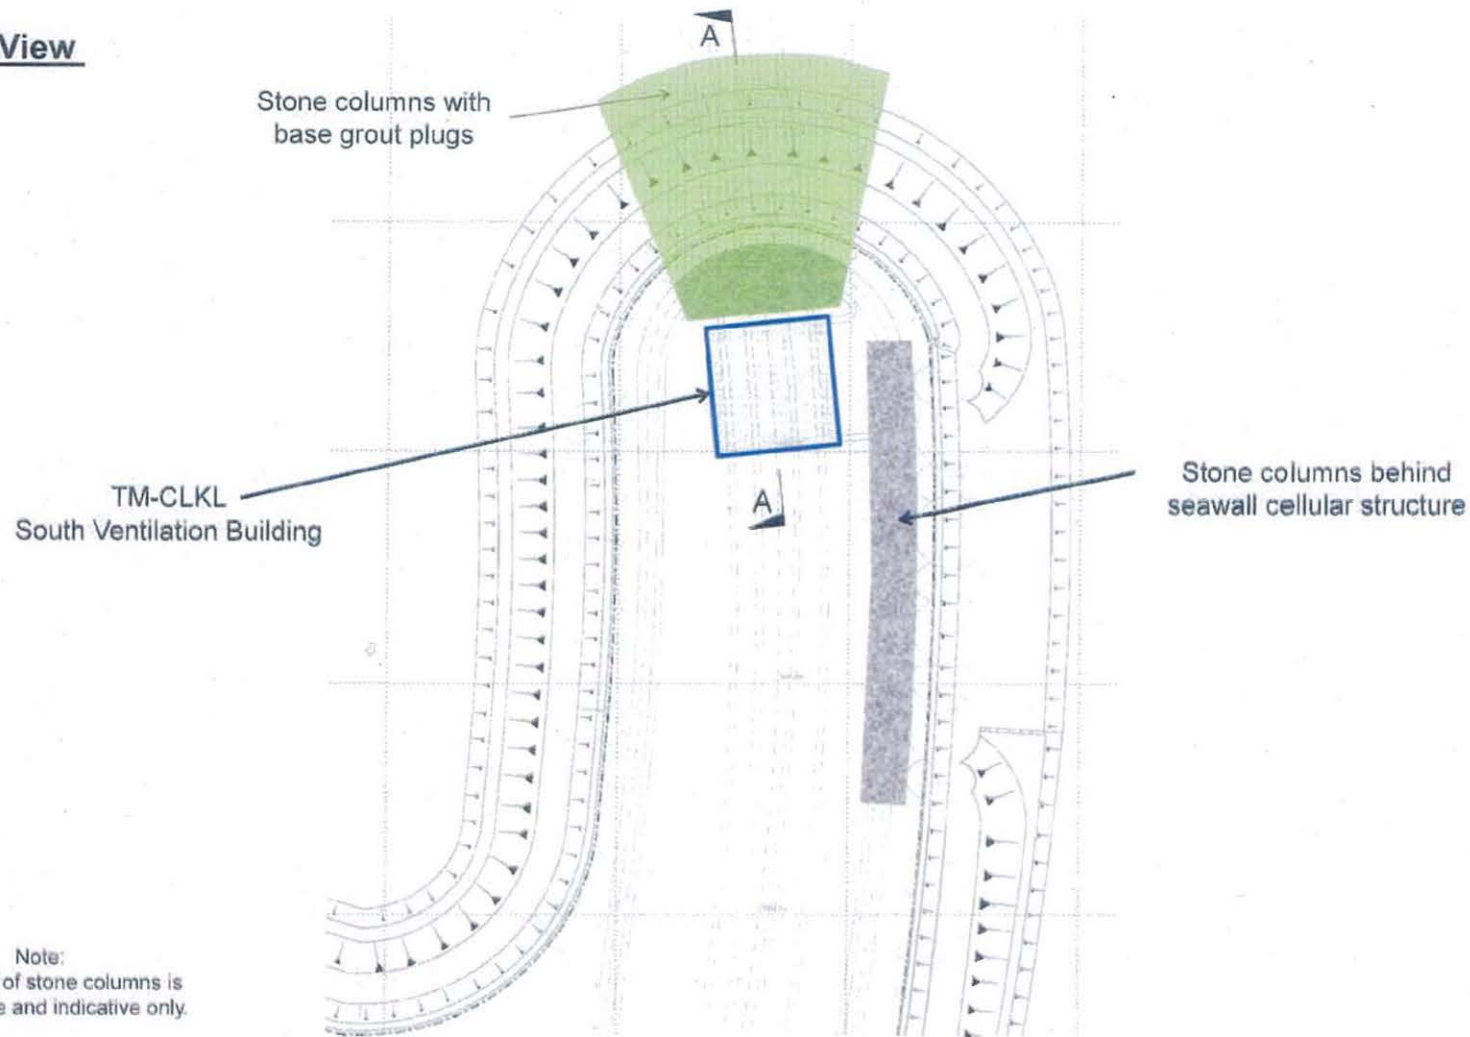 View
A
Stone columns with
base grout plugs
TM-CLKL
South Ventilation Building
A
Stone columns behind
seawall cellular structure
Note:
of stone columns is
and indicative only.